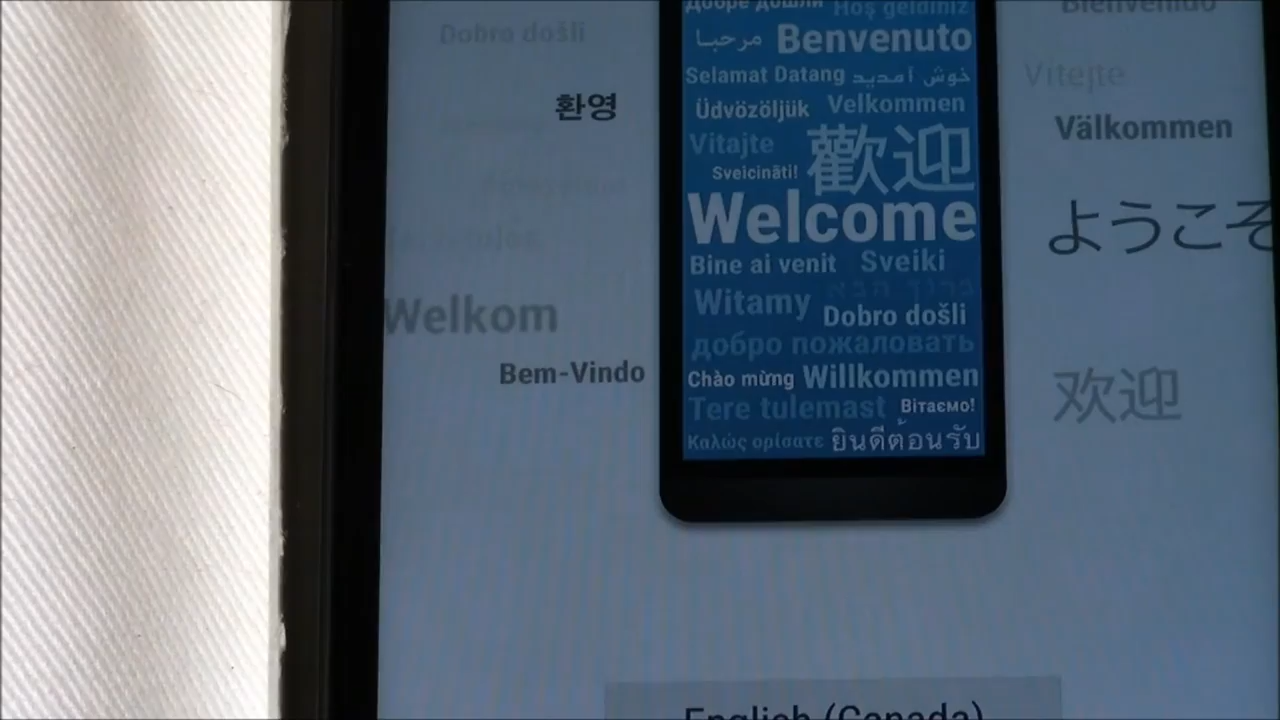 Dobro došli
환영
Welkom
Bem-Vindo
Добре дошли Hoş geldiniz
مرحبا Benvenuto
Selamat Datang خوش آمدید
Üdvözöljük Velkommen
Vitajte 歡迎
Sveicināti!
Welcome
Bine ai venit Sveiki
Witamy ברוך הבא
Dobro došli
добро пожаловать
Chào mừng Willkommen
Tere tulemast Вітаємо!
Καλώς ορίσατε ยินดีต้อนรับ
Bienvenido
Vítejte
Välkommen
ようこそ
欢迎
English (Canada)